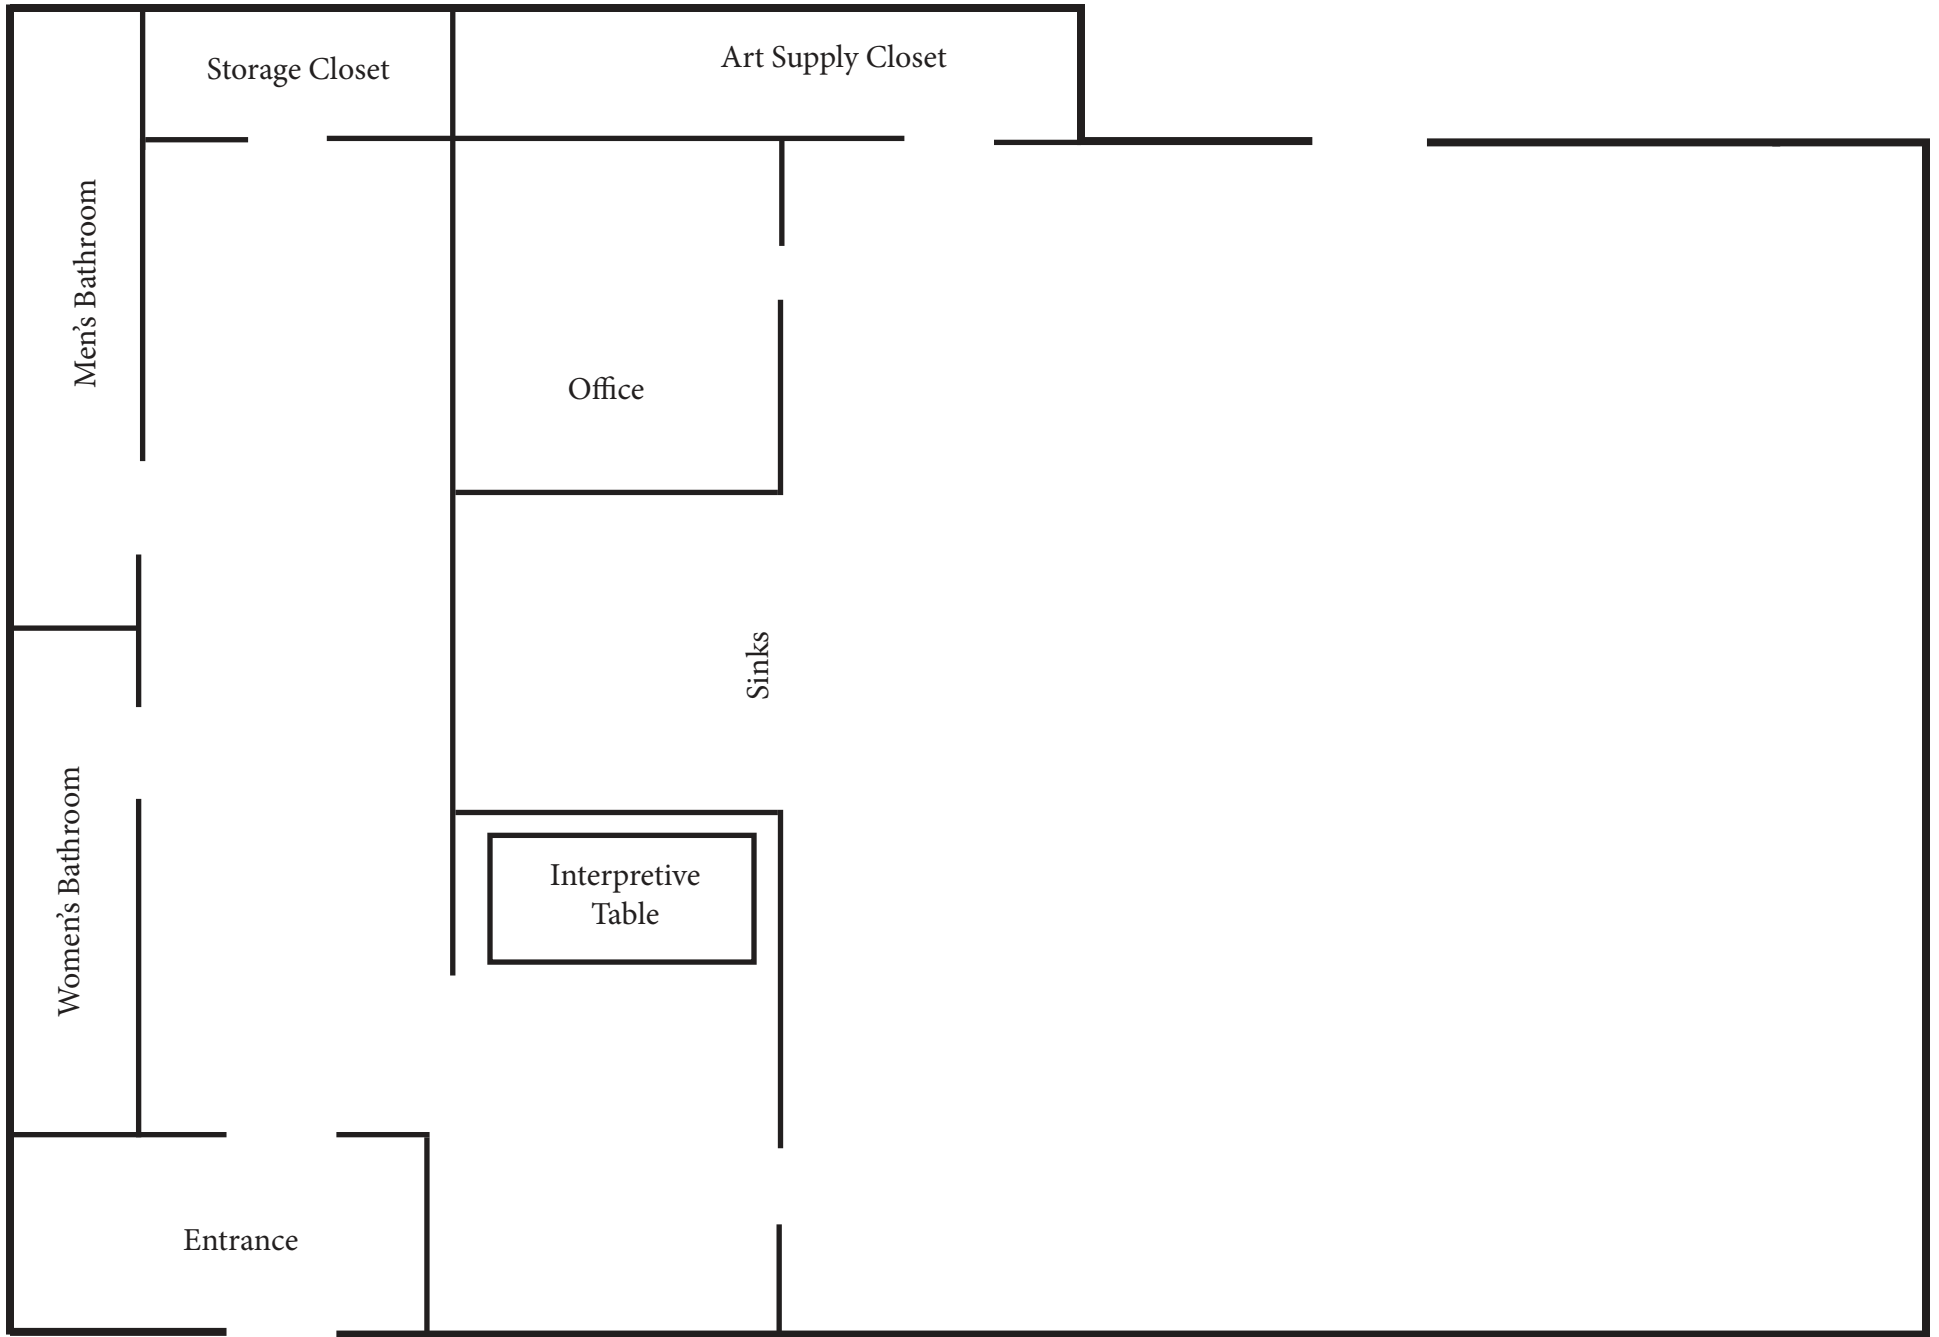 Storage Closet
Art Supply Closet
Men's Bathroom
Office
Sinks
Women's Bathroom
Interpretive
Table
Entrance